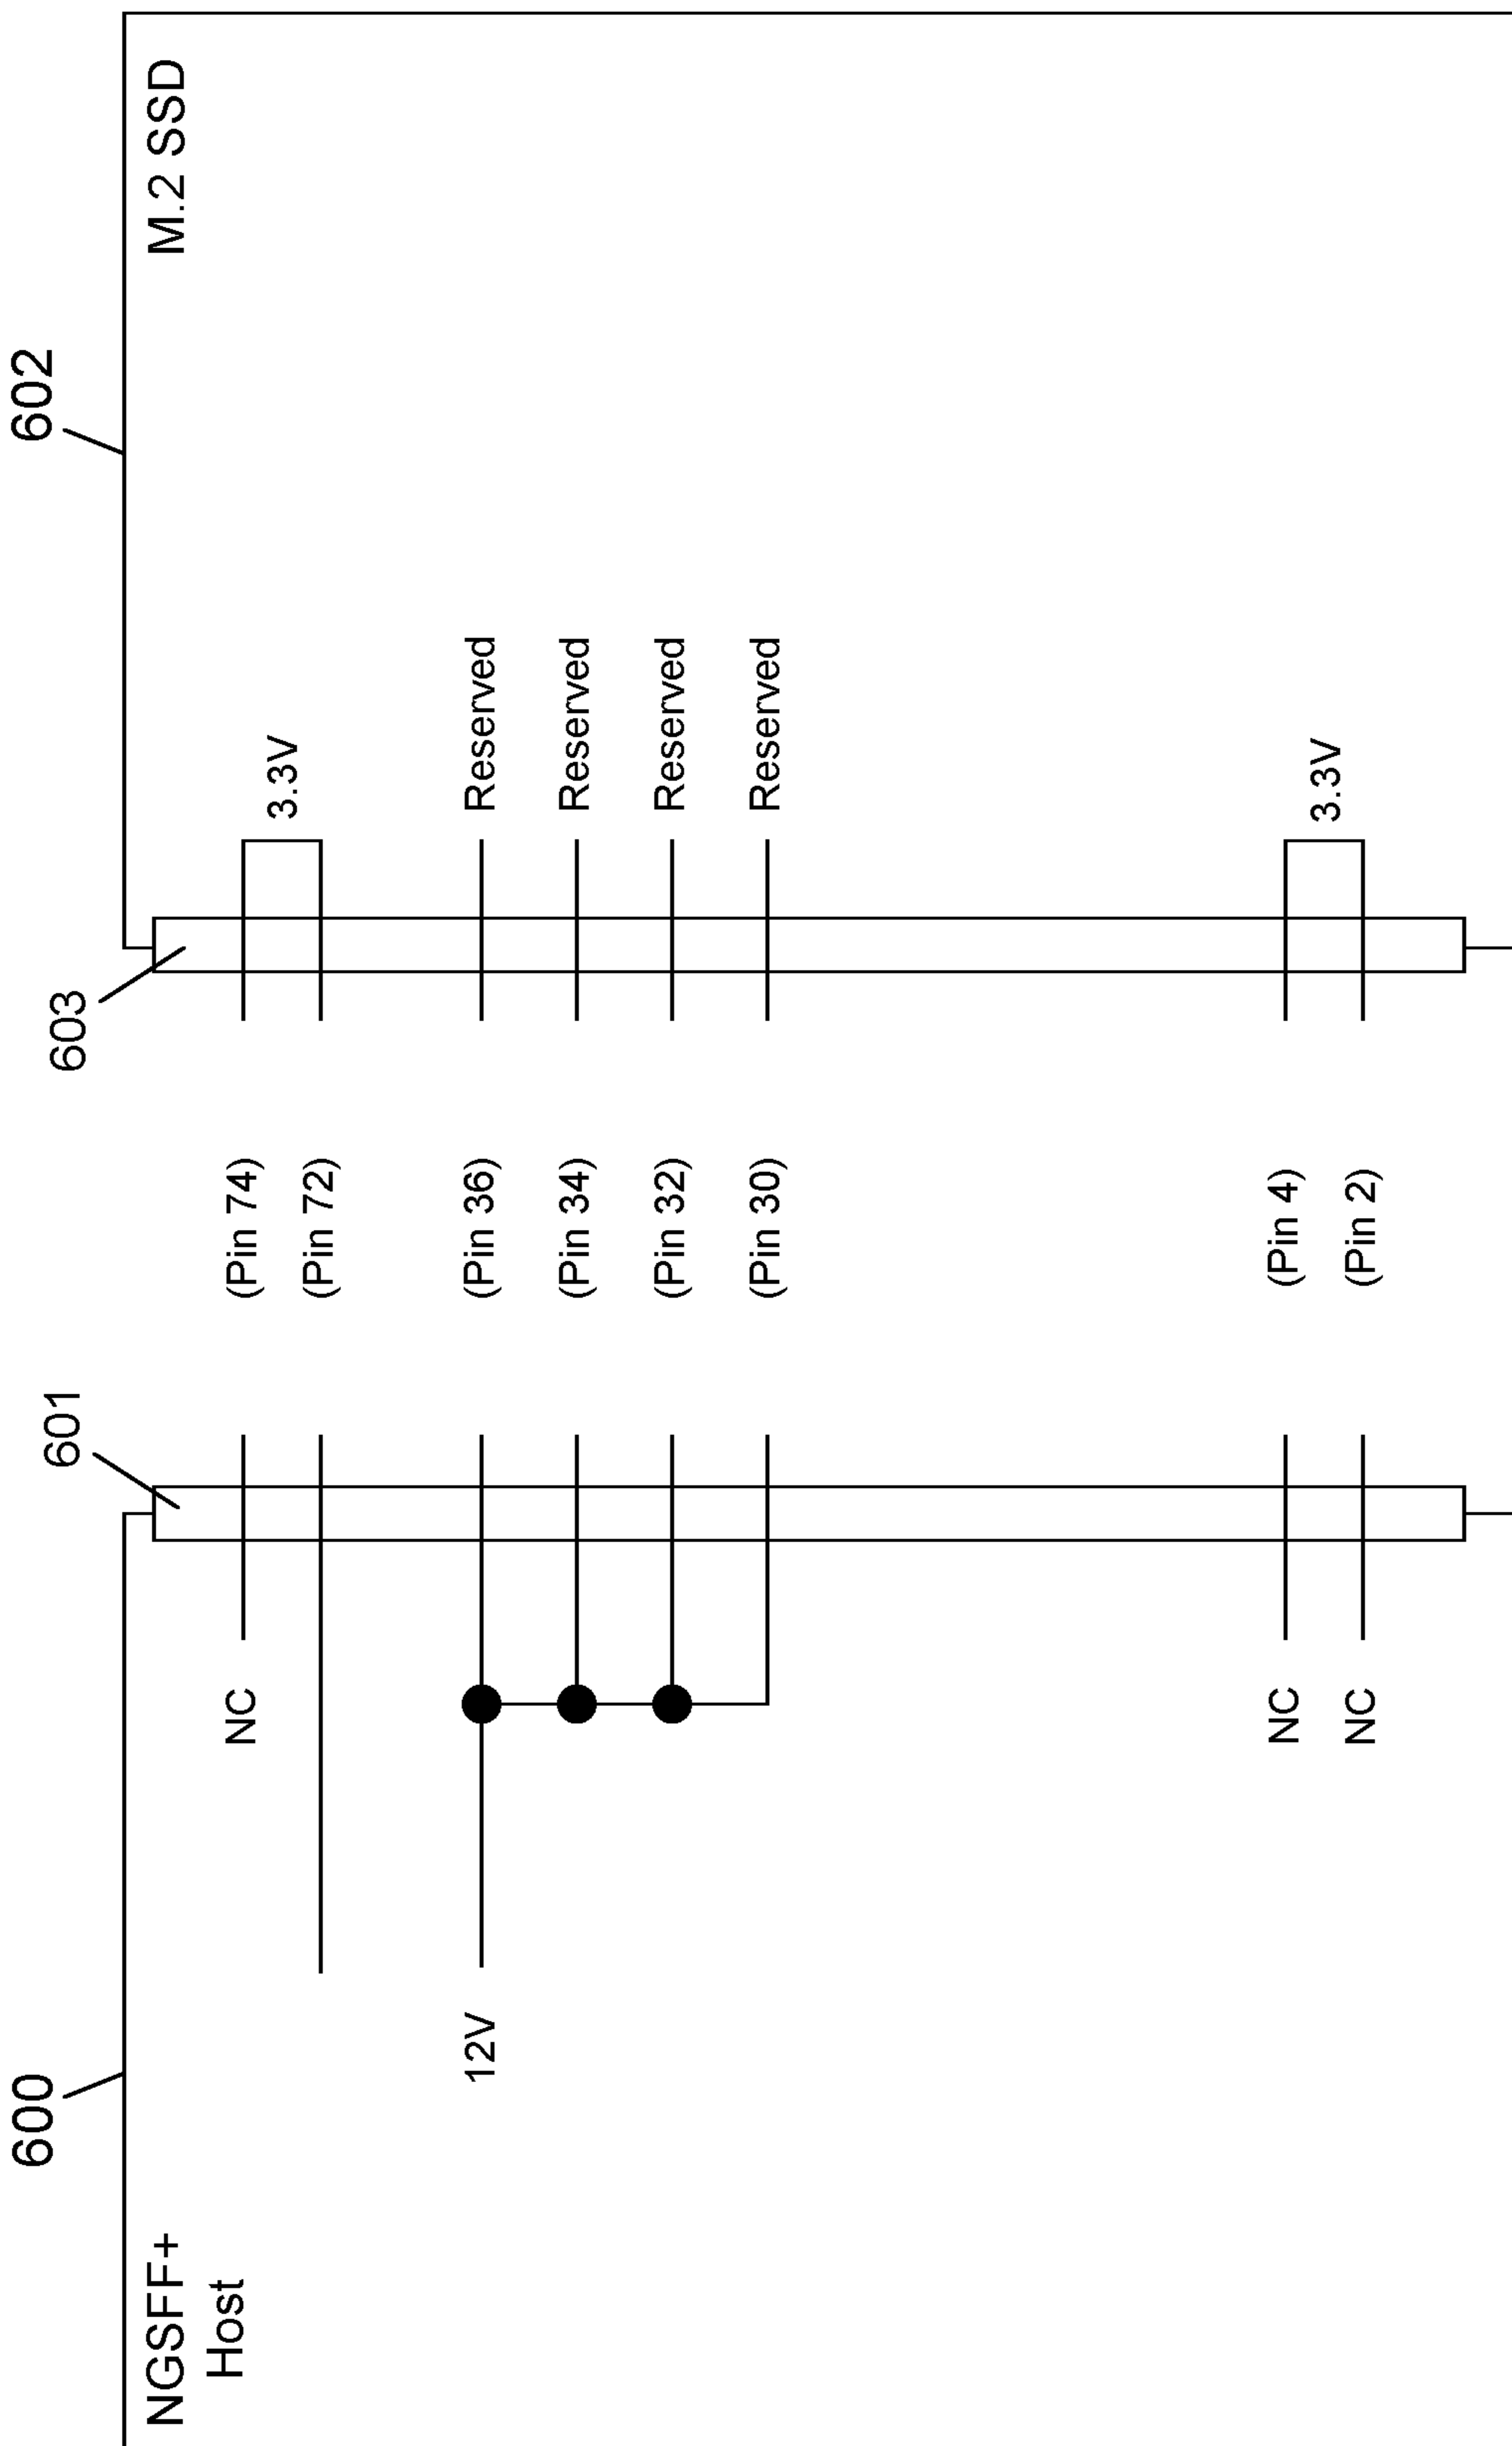 600
NGSFF+
Host
601
603
602
M.2 SSD
NC
(Pin 74)
(Pin 72)
3.3V
12V
(Pin 36)
Reserved
(Pin 34)
Reserved
(Pin 32)
Reserved
(Pin 30)
Reserved
NC
(Pin 4)
3.3V
NC
(Pin 2)